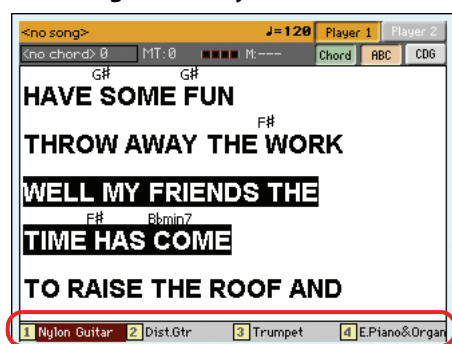 <no song> ♩=120 Player 1 Player 2
<no chord> 0 MT:0 M:--- Chord ABC CDG
G# G#
HAVE SOME FUN
F#
THROW AWAY THE WORK
WELL MY FRIENDS THE
F# Bbmin7
TIME HAS COME
TO RAISE THE ROOF AND
1 Nylon Guitar 2 Dist.Gtr 3 Trumpet 4 E.Piano&Organ